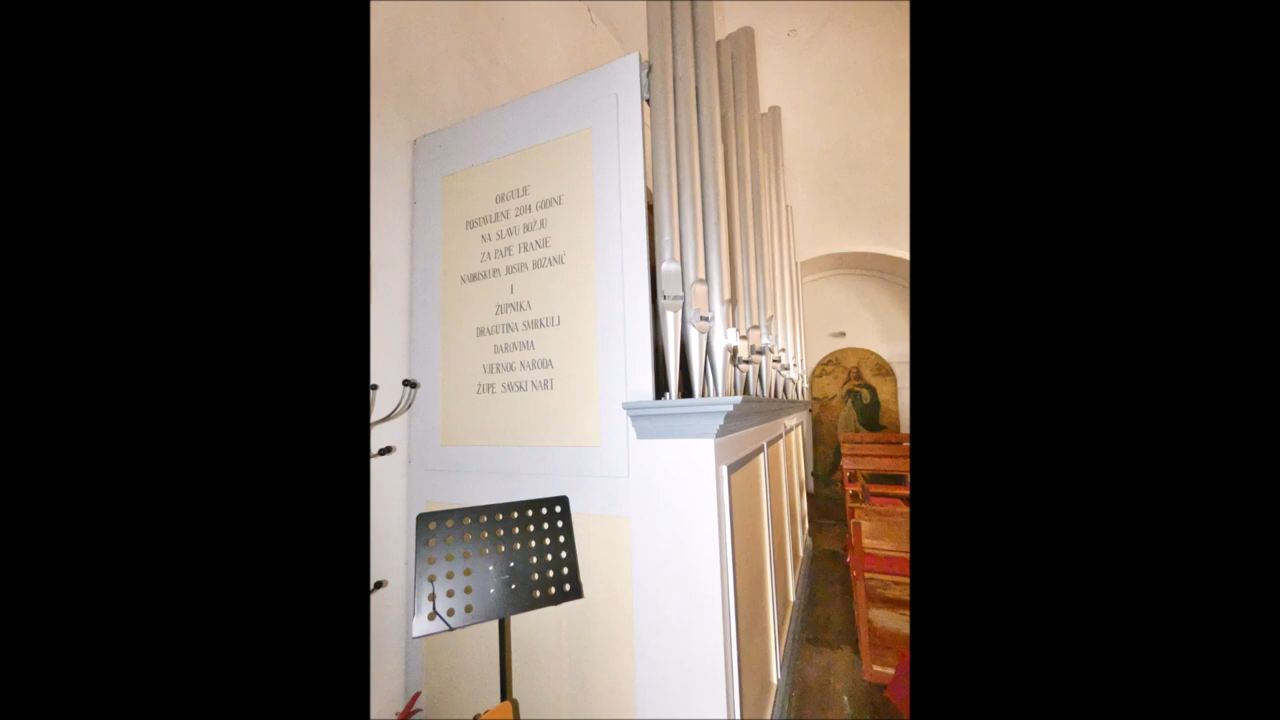 ORGULJE
POSTAVLJENE 2014. GODINE
NA SLAVU BOŽJU
ZA PAPE FRANJE
NADBISKUPA JOSIPA BOZANIĆ
I
ŽUPNIKA
DRAGUTINA SMRKULJ
DAROVIMA
VJERNOG NARODA
ŽUPE SAVSKI NART